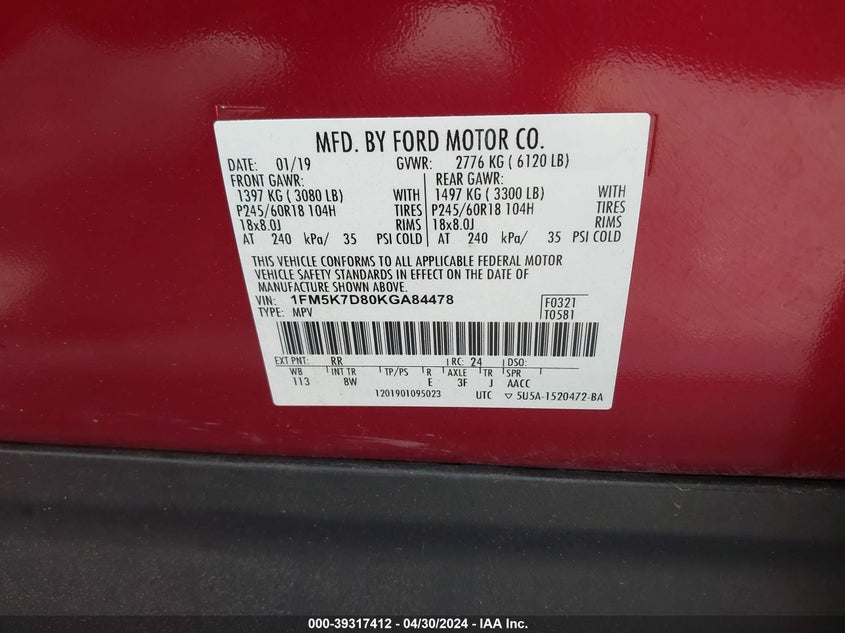 MFD. BY FORD MOTOR CO.
DATE: 01/19 GVWR: 2776 KG ( 6120 LB)
FRONT GAWR: REAR GAWR:
1397 KG ( 3080 LB) WITH 1497 KG ( 3300 LB) WITH
P245/60R18 104H TIRES P245/60R18 104H TIRES
18x8.0J RIMS 18x8.0J RIMS
AT 240 kPa/ 35 PSI COLD AT 240 kPa/ 35 PSI COLD
THIS VEHICLE CONFORMS TO ALL APPLICABLE FEDERAL MOTOR
VEHICLE SAFETY STANDARDS IN EFFECT ON THE DATE OF
MANUFACTURE SHOWN ABOVE.
VIN: 1FM5K7D80KGA84478 F0321
TYPE: MPV T0581
EXT PNT: RR RC: 24 DSO:
WB INT TR TP/PS R AXLE TR SPR
113 8W E 3F J AACC
1201901095023 UTC ▽ 5U5A-1520472-BA
000-39317412 - 04/30/2024 - IAA Inc.